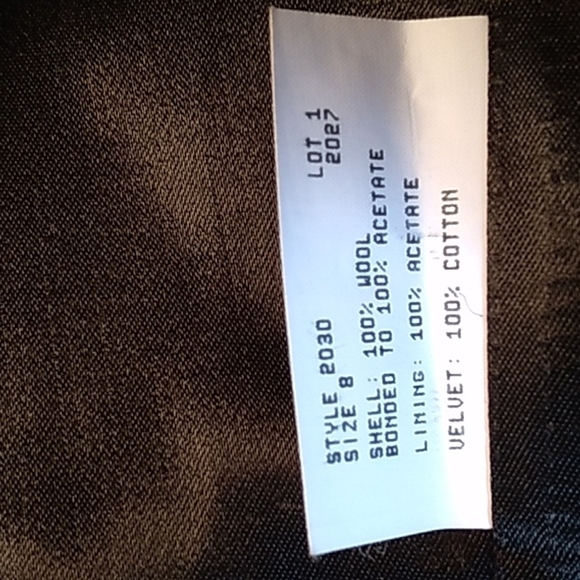 STYLE 2030 LOT 1
SIZE 8 2027
SHELL: 100% WOOL
BONDED TO 100% ACETATE
LINING: 100% ACETATE
VELVET: 100% COTTON